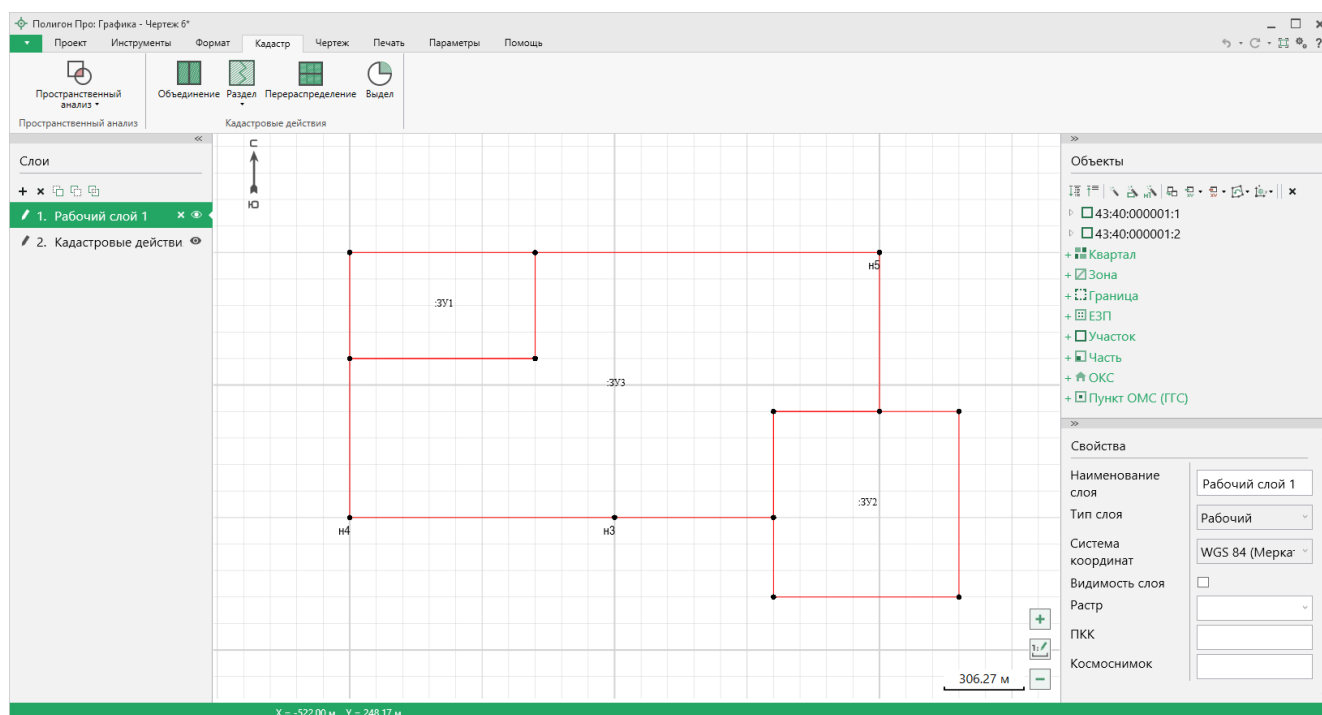 Полигон Про: Графика - Чертеж 6*
Проект Инструменты Формат Кадастр Чертеж Печать Параметры Помощь
Пространственный анализ
Объединение Раздел Перераспределение Выдел
Пространственный анализ Кадастровые действия
Слои
1. Рабочий слой 1
2. Кадастровые действи
С
Ю
:ЗУ1
:ЗУ3
:ЗУ2
н5
н4
н3
306.27 м
Объекты
43:40:000001:1
43:40:000001:2
+ Квартал
+ Зона
+ Граница
+ ЕЗП
+ Участок
+ Часть
+ ОКС
+ Пункт ОМС (ГГС)
Свойства
Наименование слоя Рабочий слой 1
Тип слоя Рабочий
Система координат WGS 84 (Мерка
Видимость слоя
Растр
ПКК
Космоснимок
X = -522.00 м Y = 248.17 м